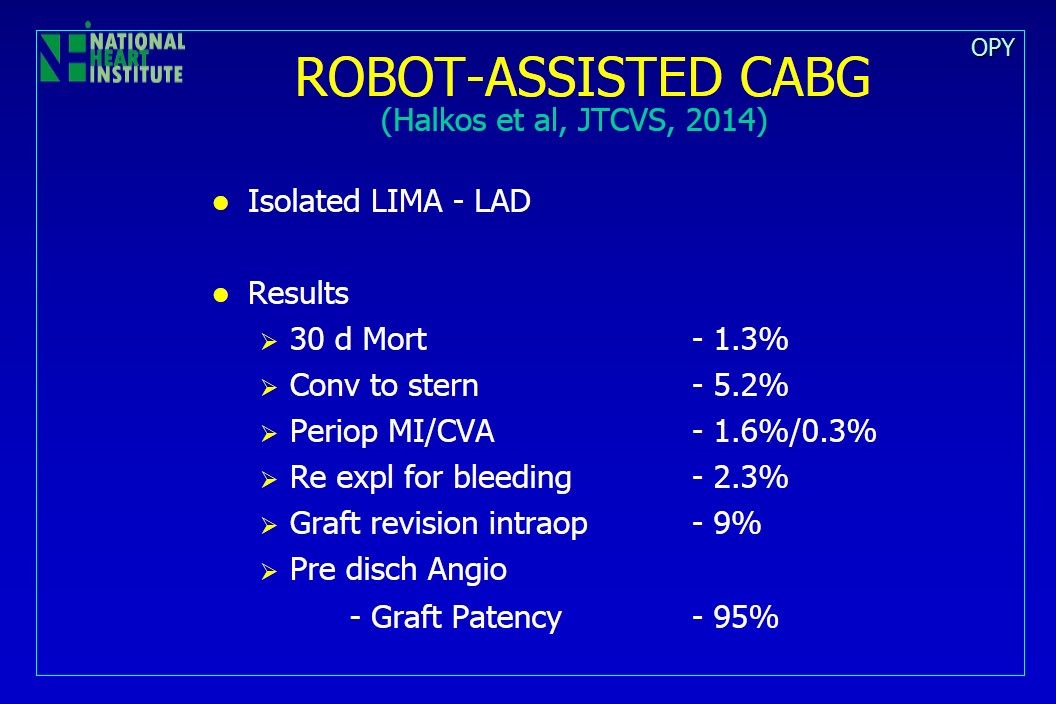 NATIONAL
HEART
INSTITUTE
OPY
ROBOT-ASSISTED CABG
(Halkos et al, JTCVS, 2014)
● Isolated LIMA - LAD
● Results
➢ 30 d Mort - 1.3%
➢ Conv to stern - 5.2%
➢ Periop MI/CVA - 1.6%/0.3%
➢ Re expl for bleeding - 2.3%
➢ Graft revision intraop - 9%
➢ Pre disch Angio
- Graft Patency - 95%